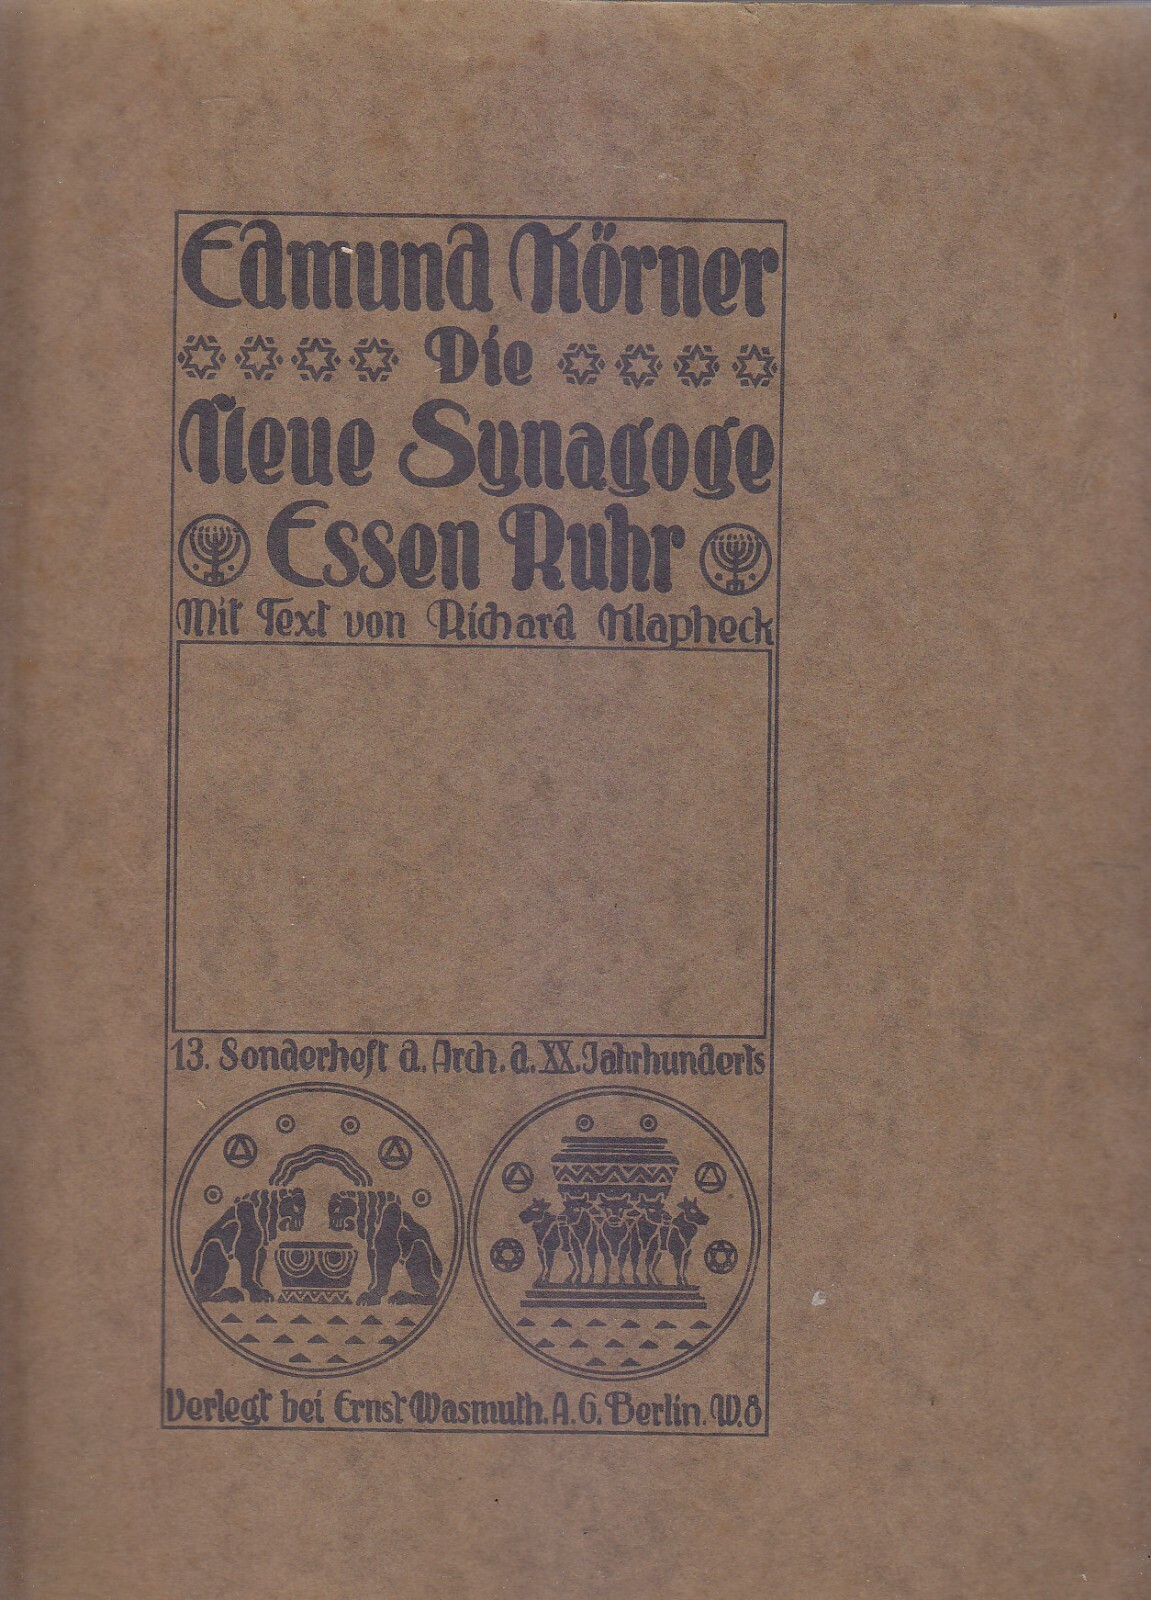 Edmund Körner
Die
Neue Synagoge
Essen Ruhr
Mit Text von Richard Klapheck
13. Sonderheft d. Arch. d. XX. Jahrhunderts
Verlegt bei Ernst Wasmuth. A. G. Berlin. W.8